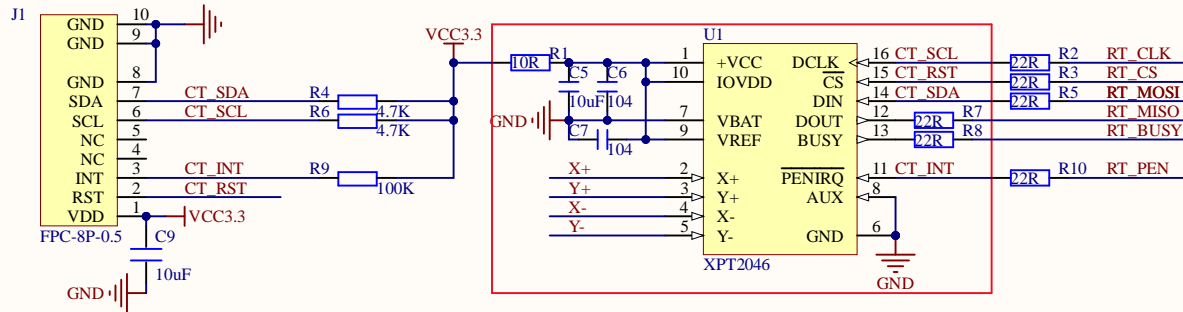 J1
GND 10
GND 9
GND 8
SDA 7 CT_SDA R4 4.7K
SCL 6 CT_SCL R6 4.7K
NC 5
NC 4
INT 3 CT_INT R9 100K
RST 2 CT_RST
VDD 1 VCC3.3
FPC-8P-0.5
C9
10uF
GND
VCC3.3
R1
10R
C5
10uF
C6
104
GND
C7
104
U1
1 +VCC
10 IOVDD
7 VBAT
9 VREF
X+ 2 X+
Y+ 3 Y+
X- 4 X-
Y- 5 Y-
DCLK 16 CT_SCL 22R R2 RT_CLK
CS 15 CT_RST 22R R3 RT_CS
DIN 14 CT_SDA 22R R5 RT_MOSI
DOUT 12 22R R7 RT_MISO
BUSY 13 22R R8 RT_BUSY
PENIRQ 11 CT_INT 22R R10 RT_PEN
AUX 8
GND 6
XPT2046
GND